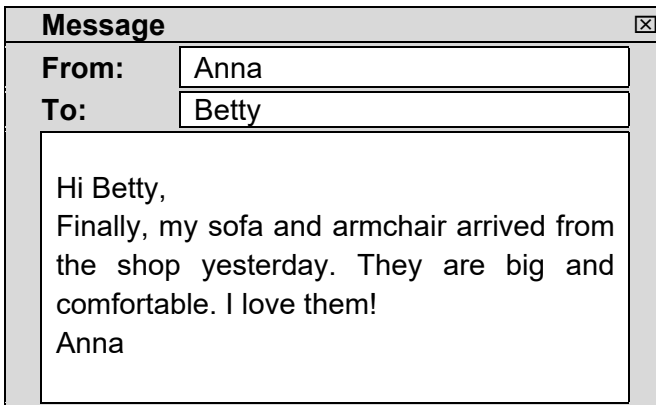 Message
From: Anna
To: Betty
Hi Betty,
Finally, my sofa and armchair arrived from
the shop yesterday. They are big and
comfortable. I love them!
Anna